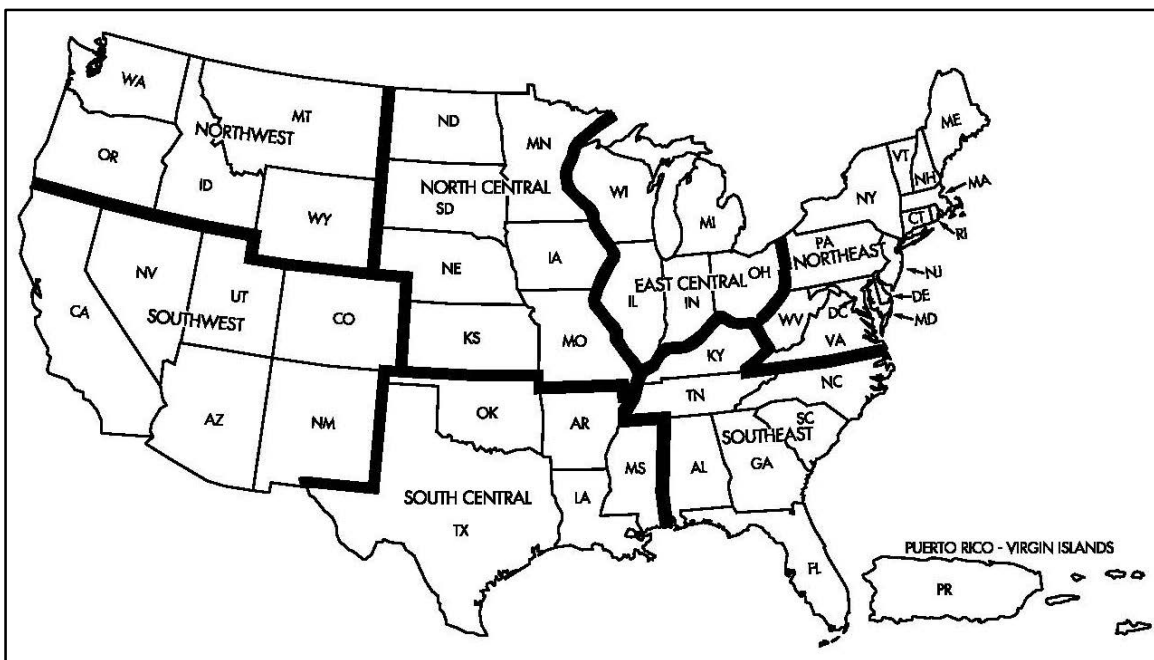 WA
MT
ND
MN
ME
NORTHWEST
OR
ID
WY
NORTH CENTRAL
SD
WI
MI
VT
NH
NY
MA
CT
RI
NV
UT
CA
SOUTHWEST
CO
NE
IA
KS
MO
EAST CENTRAL
IL
IN
OH
PA
NORTHEAST
NJ
DE
MD
DC
WV
VA
KY
AZ
NM
OK
AR
TN
NC
SC
SOUTHEAST
MS
AL
GA
SOUTH CENTRAL
TX
LA
FL
PUERTO RICO - VIRGIN ISLANDS
PR